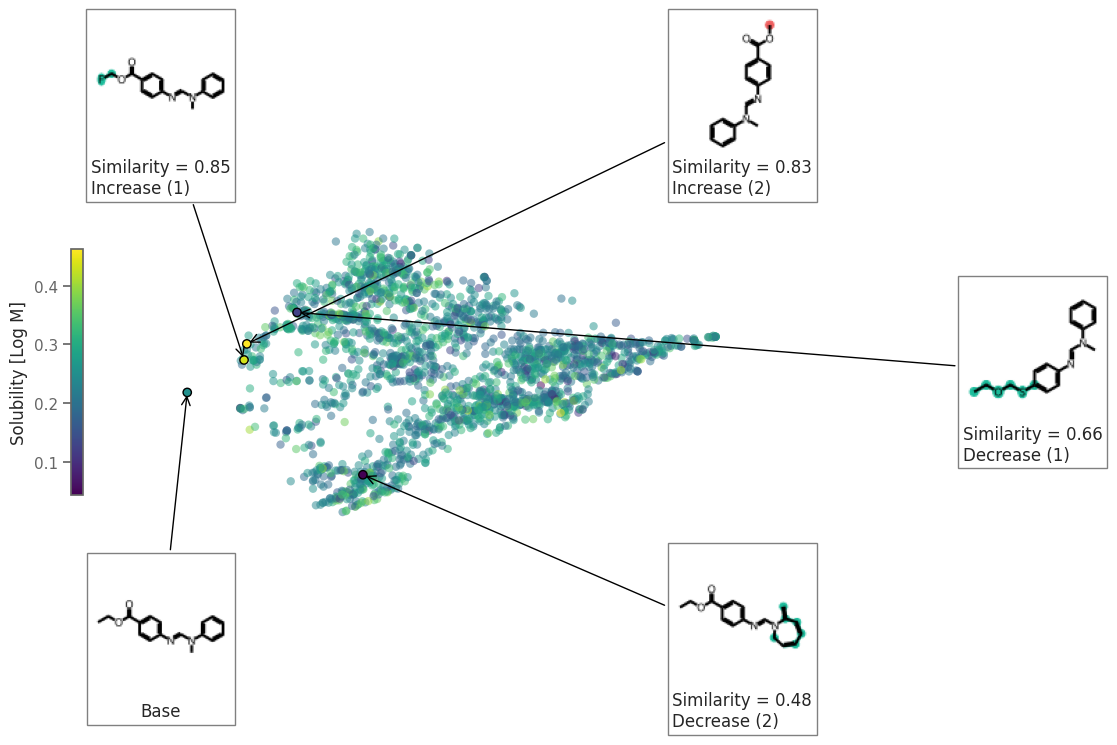 Similarity = 0.85
Increase (1)
Similarity = 0.83
Increase (2)
Solubility [Log M]
0.4
0.3
0.2
0.1
Similarity = 0.66
Decrease (1)
Base
Similarity = 0.48
Decrease (2)